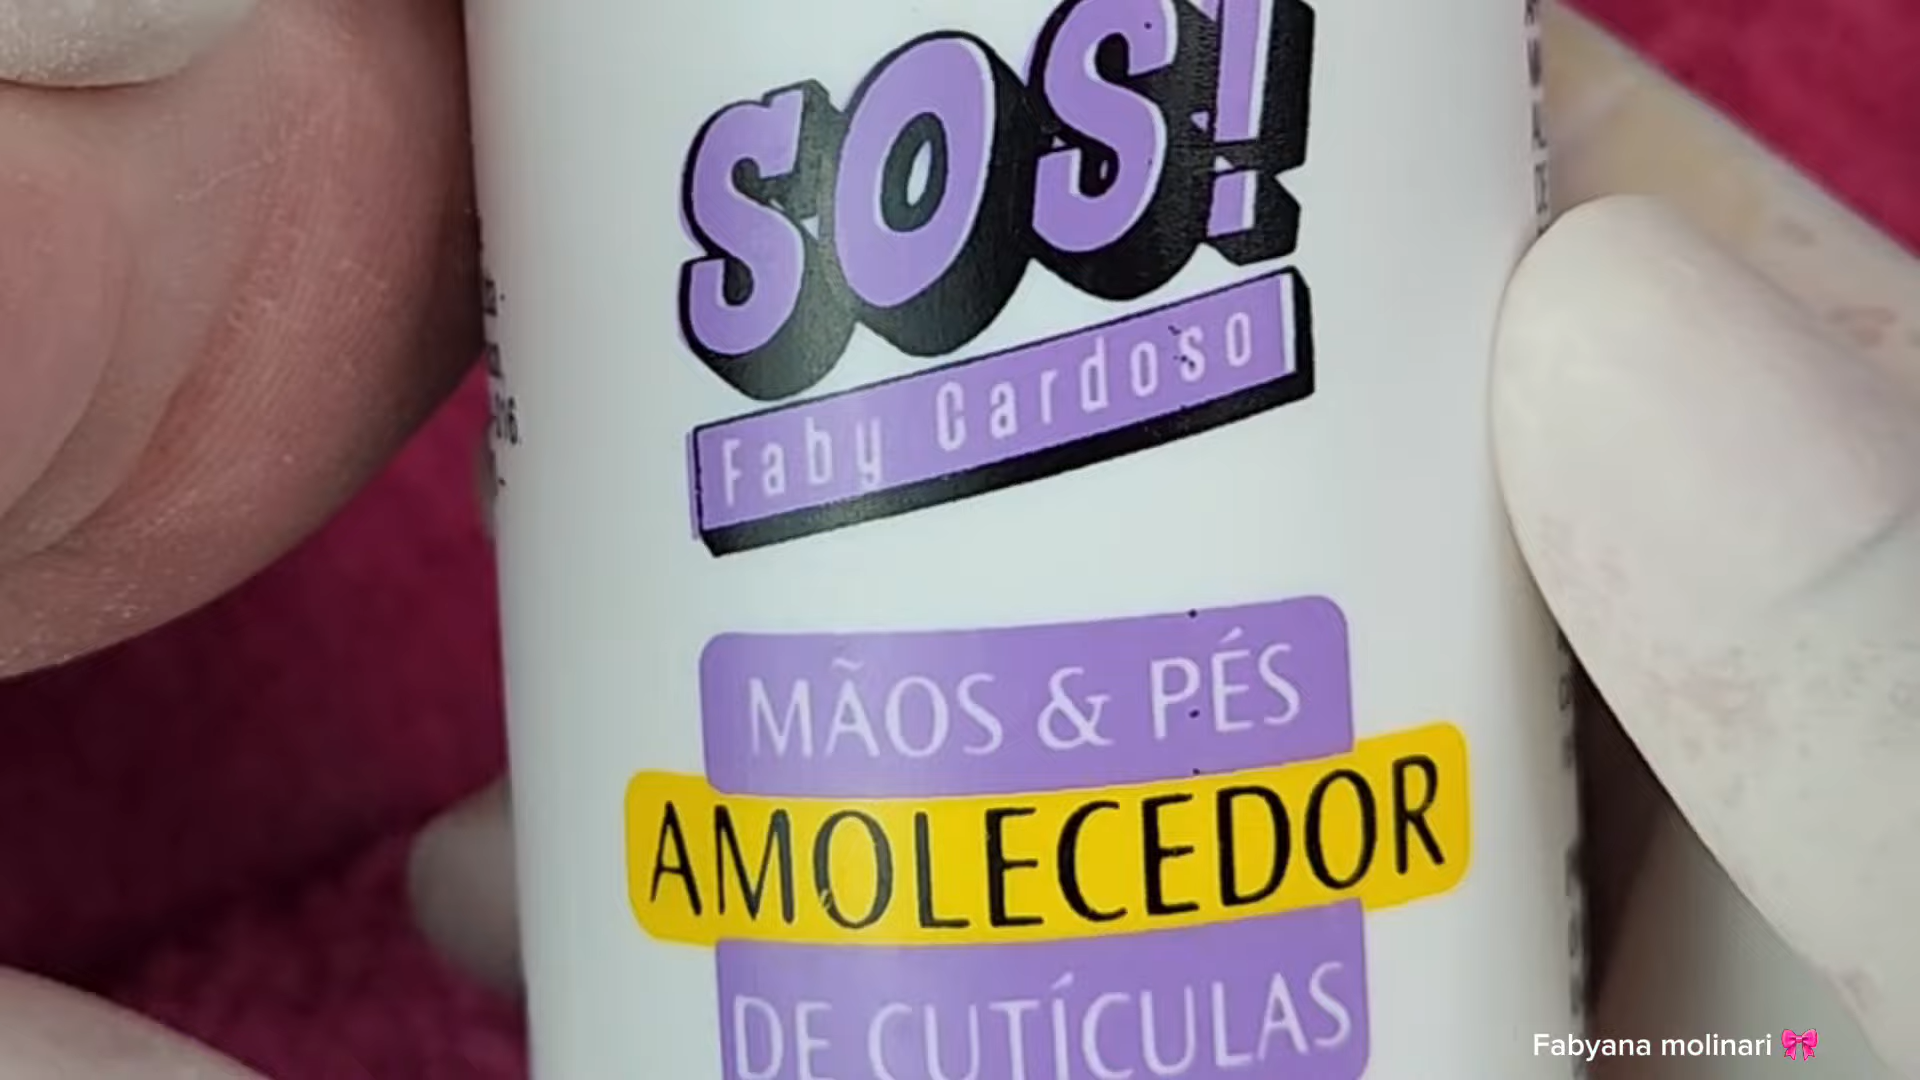 SOS!
Faby Cardoso
MÃOS & PÉS
AMOLECEDOR
DE CUTÍCULAS
Fabyana molinari 🎀